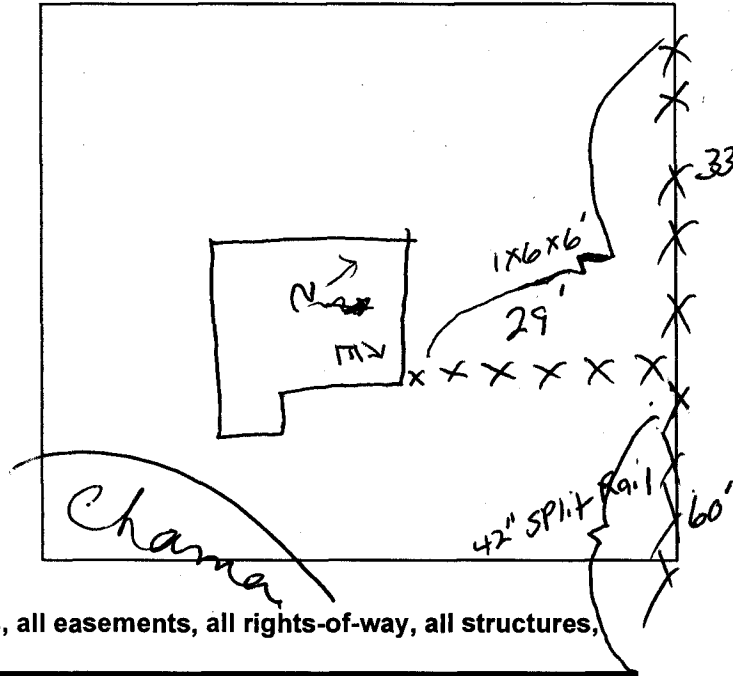 33
1x6x6'
29'
E
42" split Rail
60'
Chama
, all easements, all rights-of-way, all structures,